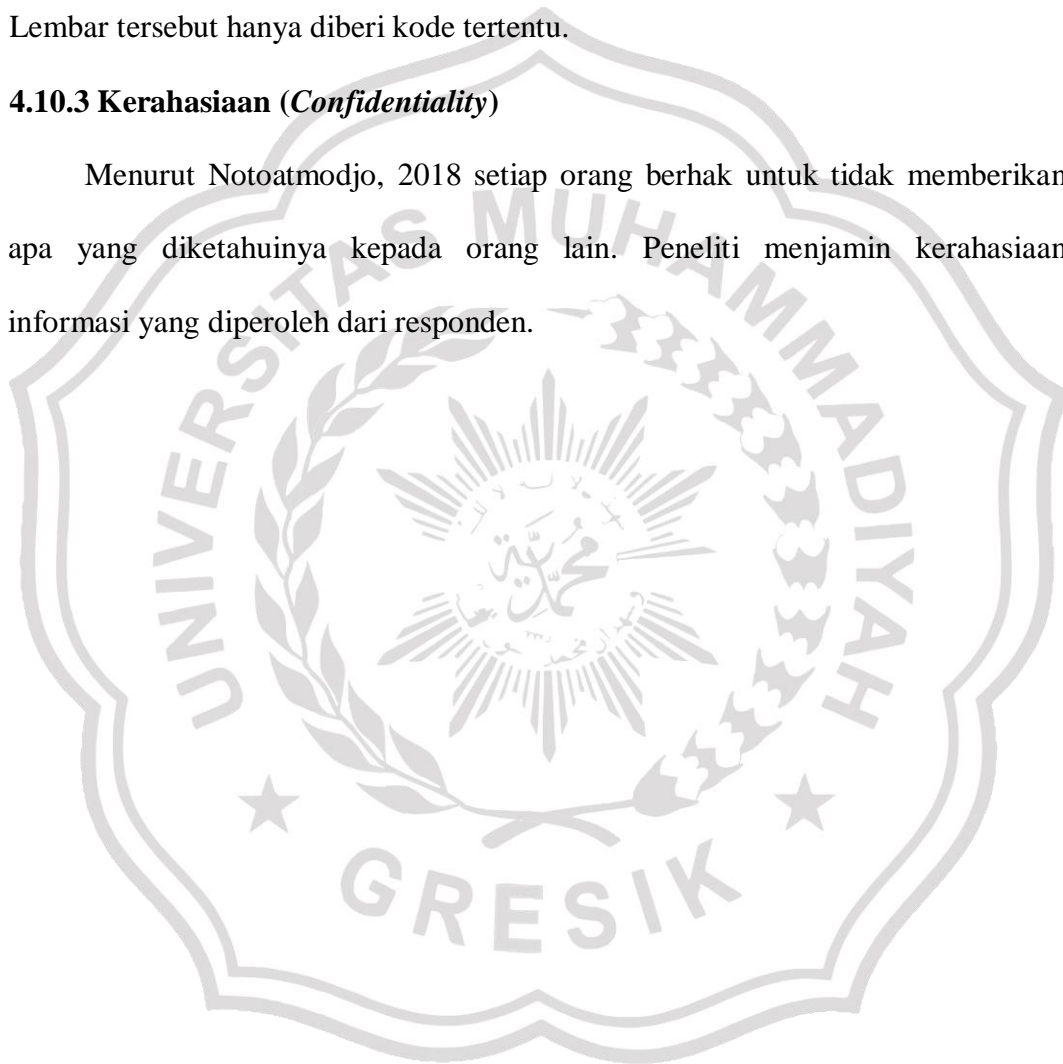 Lembar tersebut hanya diberi kode tertentu.
4.10.3 Kerahasiaan (Confidentiality)
Menurut Notoatmodjo, 2018 setiap orang berhak untuk tidak memberikan
apa yang diketahuinya kepada orang lain. Peneliti menjamin kerahasiaan
informasi yang diperoleh dari responden.
UNIVERSITAS MUHAMMADIYAH
GRESIK